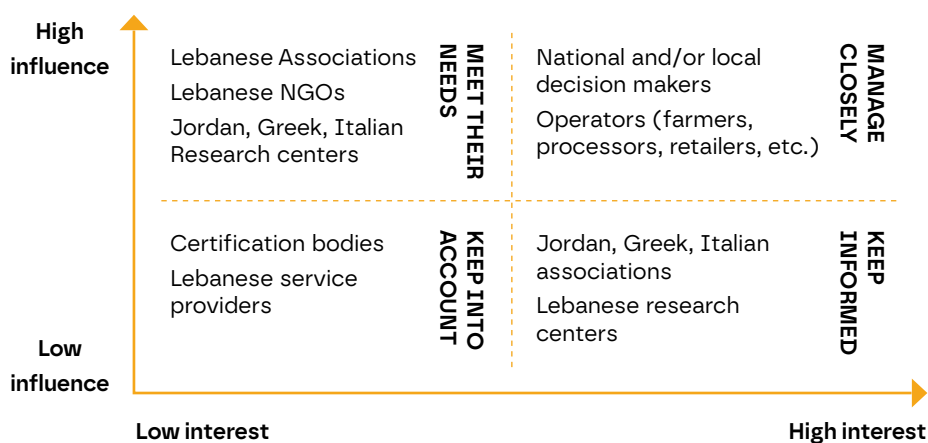 High
influence
Lebanese Associations
Lebanese NGOs
Jordan, Greek, Italian
Research centers
MEET THEIR
NEEDS
National and/or local
decision makers
Operators (farmers,
processors, retailers, etc.)
MANAGE
CLOSELY
Certification bodies
Lebanese service
providers
KEEP INTO
ACCOUNT
Jordan, Greek, Italian
associations
Lebanese research
centers
KEEP
INFORMED
Low
influence
Low interest
High interest